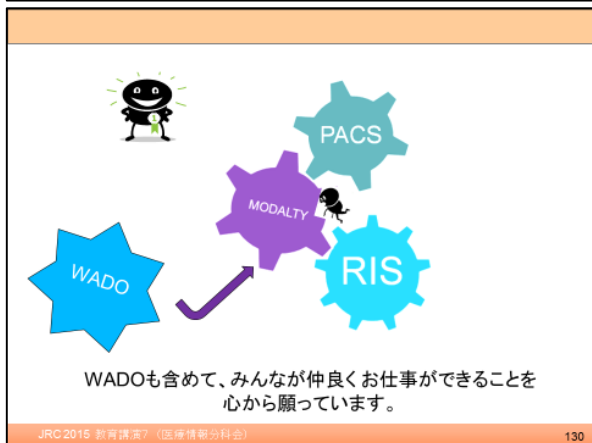 PACS
MODALTY
RIS
WADO
1
WADOも含めて、みんなが仲良くお仕事ができることを
心から願っています。
JRC2015 教育講演7 (医療情報分科会)
130